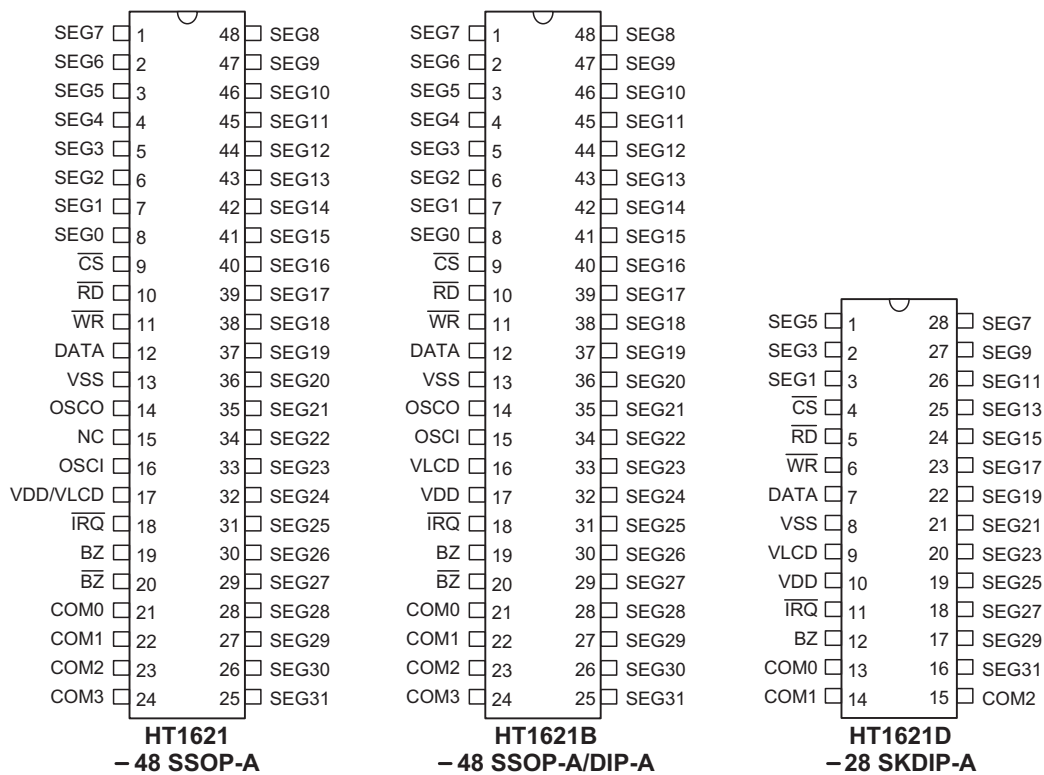 SEG7 1 48 SEG8 SEG7 1 48 SEG8
SEG6 2 47 SEG9 SEG6 2 47 SEG9
SEG5 3 46 SEG10 SEG5 3 46 SEG10
SEG4 4 45 SEG11 SEG4 4 45 SEG11
SEG3 5 44 SEG12 SEG3 5 44 SEG12
SEG2 6 43 SEG13 SEG2 6 43 SEG13
SEG1 7 42 SEG14 SEG1 7 42 SEG14
SEG0 8 41 SEG15 SEG0 8 41 SEG15
CS 9 40 SEG16 CS 9 40 SEG16
RD 10 39 SEG17 RD 10 39 SEG17
WR 11 38 SEG18 WR 11 38 SEG18 SEG5 1 28 SEG7
DATA 12 37 SEG19 DATA 12 37 SEG19 SEG3 2 27 SEG9
VSS 13 36 SEG20 VSS 13 36 SEG20 SEG1 3 26 SEG11
OSCO 14 35 SEG21 OSCO 14 35 SEG21 CS 4 25 SEG13
NC 15 34 SEG22 OSCI 15 34 SEG22 RD 5 24 SEG15
OSCI 16 33 SEG23 VLCD 16 33 SEG23 WR 6 23 SEG17
VDD/VLCD 17 32 SEG24 VDD 17 32 SEG24 DATA 7 22 SEG19
IRQ 18 31 SEG25 IRQ 18 31 SEG25 VSS 8 21 SEG21
BZ 19 30 SEG26 BZ 19 30 SEG26 VLCD 9 20 SEG23
BZ 20 29 SEG27 BZ 20 29 SEG27 VDD 10 19 SEG25
COM0 21 28 SEG28 COM0 21 28 SEG28 IRQ 11 18 SEG27
COM1 22 27 SEG29 COM1 22 27 SEG29 BZ 12 17 SEG29
COM2 23 26 SEG30 COM2 23 26 SEG30 COM0 13 16 SEG31
COM3 24 25 SEG31 COM3 24 25 SEG31 COM1 14 15 COM2
HT1621 HT1621B HT1621D
– 48 SSOP-A – 48 SSOP-A/DIP-A – 28 SKDIP-A